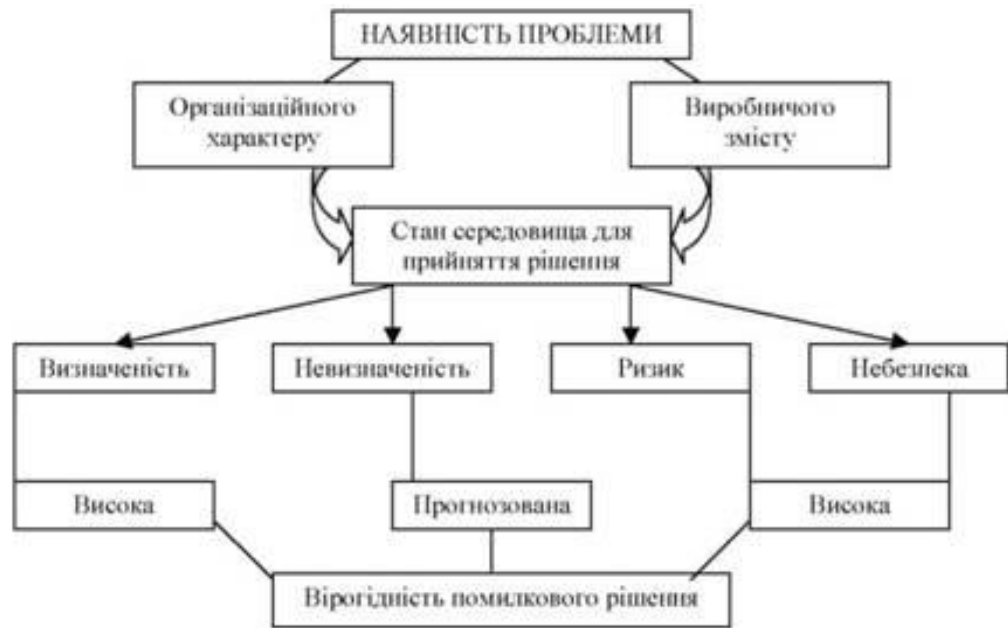 НАЯВНІСТЬ ПРОБЛЕМИ
Організаційного
характеру
Виробничого
змісту
Стан середовища для
прийняття рішення
Визначеність
Невизначеність
Ризик
Небезпека
Висока
Прогнозована
Висока
Вірогідність помилкового рішення